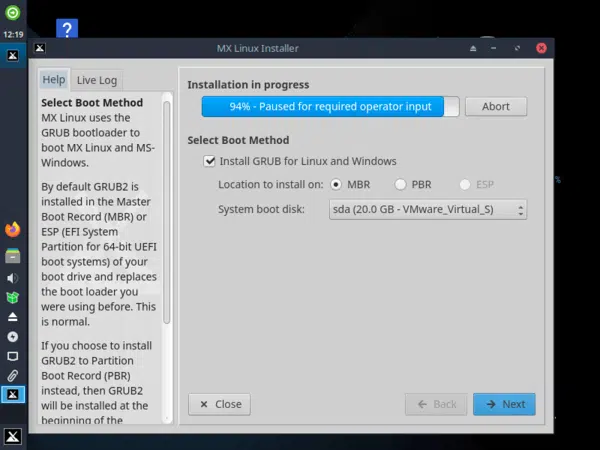 12:19
?
MX Linux Installer
Help
Live Log
Select Boot Method
MX Linux uses the
GRUB bootloader to
boot MX Linux and MS-
Windows.
By default GRUB2 is
installed in the Master
Boot Record (MBR) or
ESP (EFI System
Partition for 64-bit UEFI
boot systems) of your
boot drive and replaces
the boot loader you
were using before. This
is normal.
If you choose to install
GRUB2 to Partition
Boot Record (PBR)
instead, then GRUB2
will be installed at the
beginning of the
Installation in progress
94% - Paused for required operator input
Abort
Select Boot Method
Install GRUB for Linux and Windows
Location to install on: MBR PBR ESP
System boot disk: sda (20.0 GB - VMware_Virtual_S)
Close
Back
Next
%